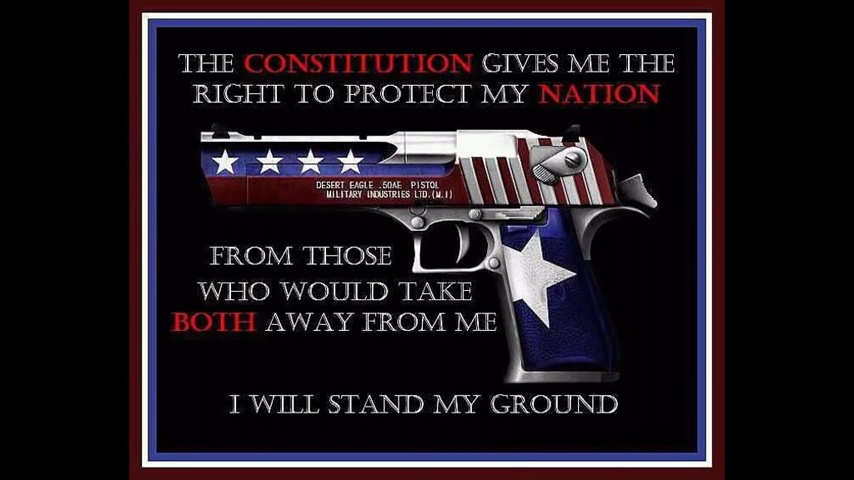 THE CONSTITUTION GIVES ME THE
RIGHT TO PROTECT MY NATION
DESERT EAGLE .50AE PISTOL
MILITARY INDUSTRIES LTD.(M.I)
FROM THOSE
WHO WOULD TAKE
BOTH AWAY FROM ME
I WILL STAND MY GROUND